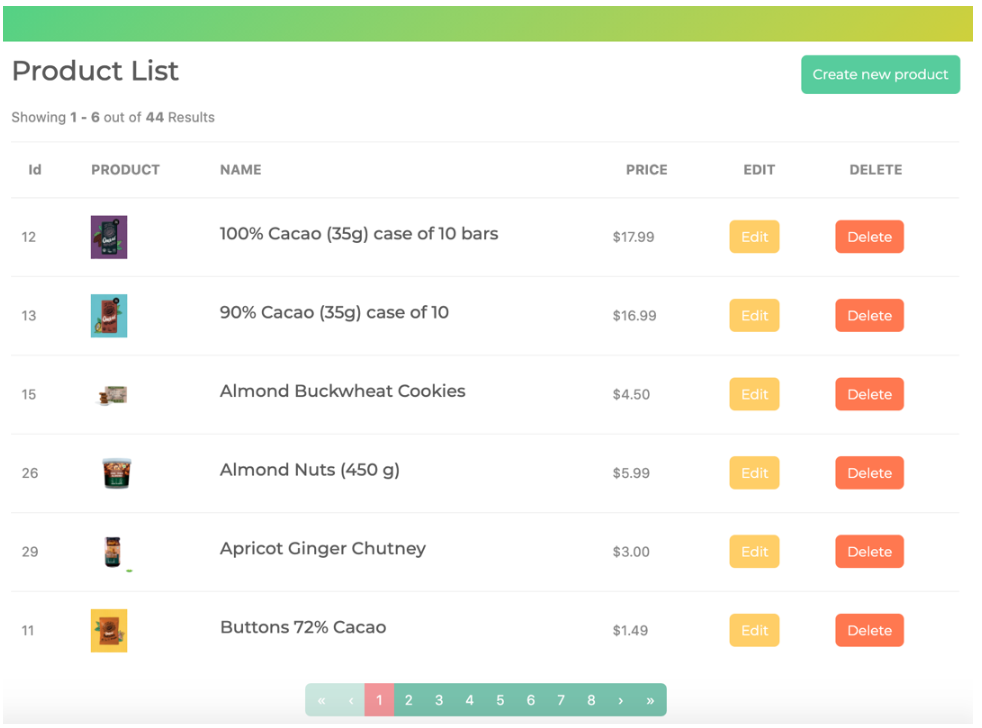 Product List
Create new product
Showing 1 - 6 out of 44 Results
Id PRODUCT NAME PRICE EDIT DELETE
12 100% Cacao (35g) case of 10 bars $17.99 Edit Delete
13 90% Cacao (35g) case of 10 $16.99 Edit Delete
15 Almond Buckwheat Cookies $4.50 Edit Delete
26 Almond Nuts (450 g) $5.99 Edit Delete
29 Apricot Ginger Chutney $3.00 Edit Delete
11 Buttons 72% Cacao $1.49 Edit Delete
« ‹ 1 2 3 4 5 6 7 8 › »